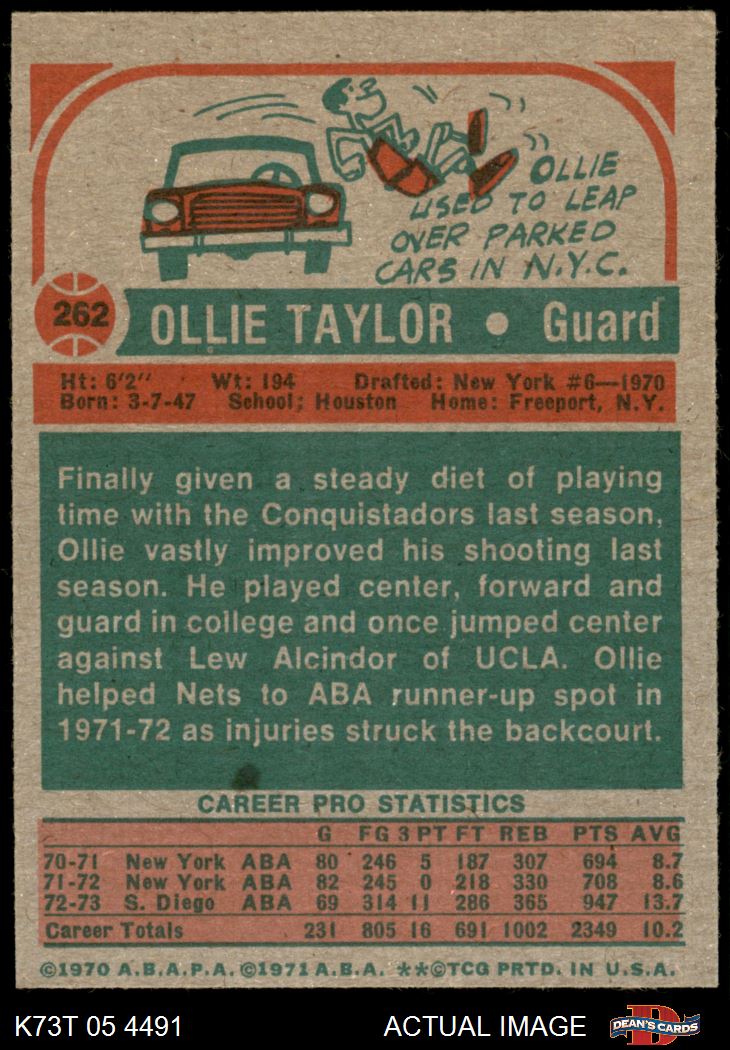 OLLIE
USED TO LEAP
OVER PARKED
CARS IN N.Y.C.
262 OLLIE TAYLOR • Guard
Ht: 6'2" Wt: 194 Drafted: New York #6—1970
Born: 3-7-47 School: Houston Home: Freeport, N.Y.
Finally given a steady diet of playing
time with the Conquistadors last season,
Ollie vastly improved his shooting last
season. He played center, forward and
guard in college and once jumped center
against Lew Alcindor of UCLA. Ollie
helped Nets to ABA runner-up spot in
1971-72 as injuries struck the backcourt.
CAREER PRO STATISTICS
G FG 3PT FT REB PTS AVG
70-71 New York ABA 80 246 5 187 307 694 8.7
71-72 New York ABA 82 245 0 218 330 708 8.6
72-73 S. Diego ABA 69 314 11 286 365 947 13.7
Career Totals 231 805 16 691 1002 2349 10.2
©1970 A.B.A.P.A. ©1971 A.B.A. **©TCG PRTD. IN U.S.A.
K73T 05 4491 ACTUAL IMAGE DEAN'S CARDS